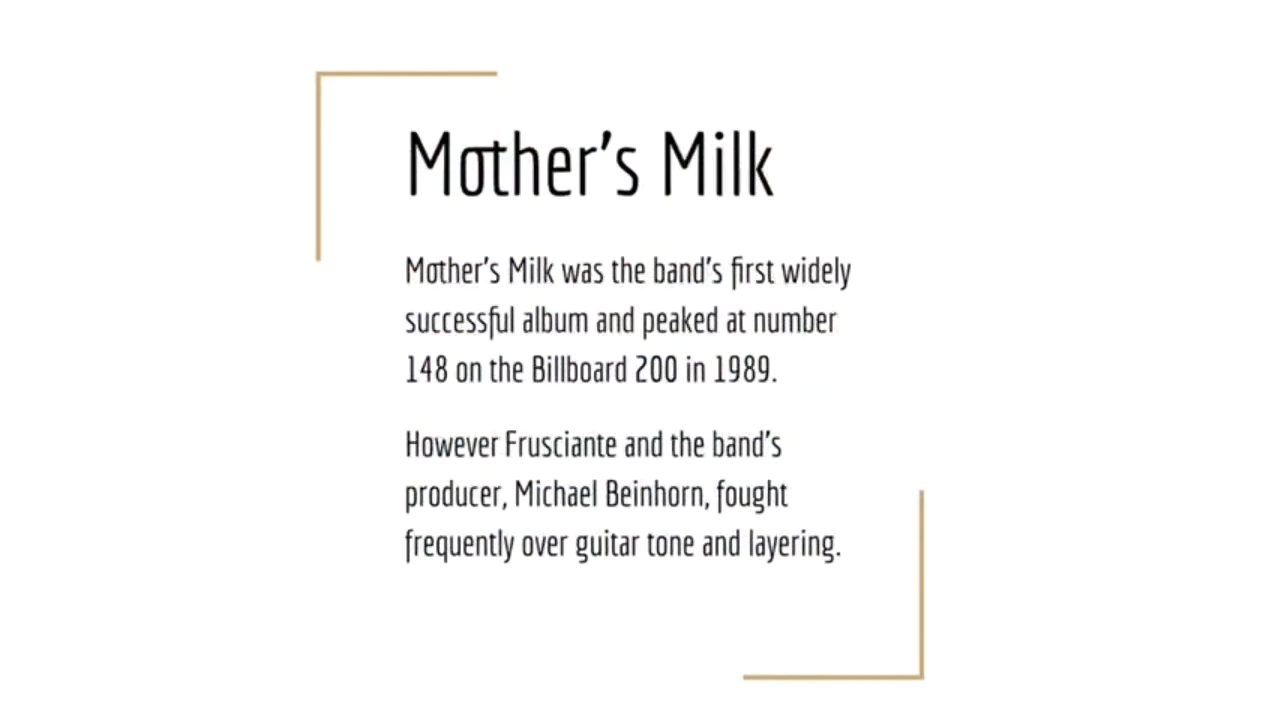 Mother’s Milk
Mother’s Milk was the band’s first widely
successful album and peaked at number
148 on the Billboard 200 in 1989.
However Frusciante and the band’s
producer, Michael Beinhorn, fought
frequently over guitar tone and layering.